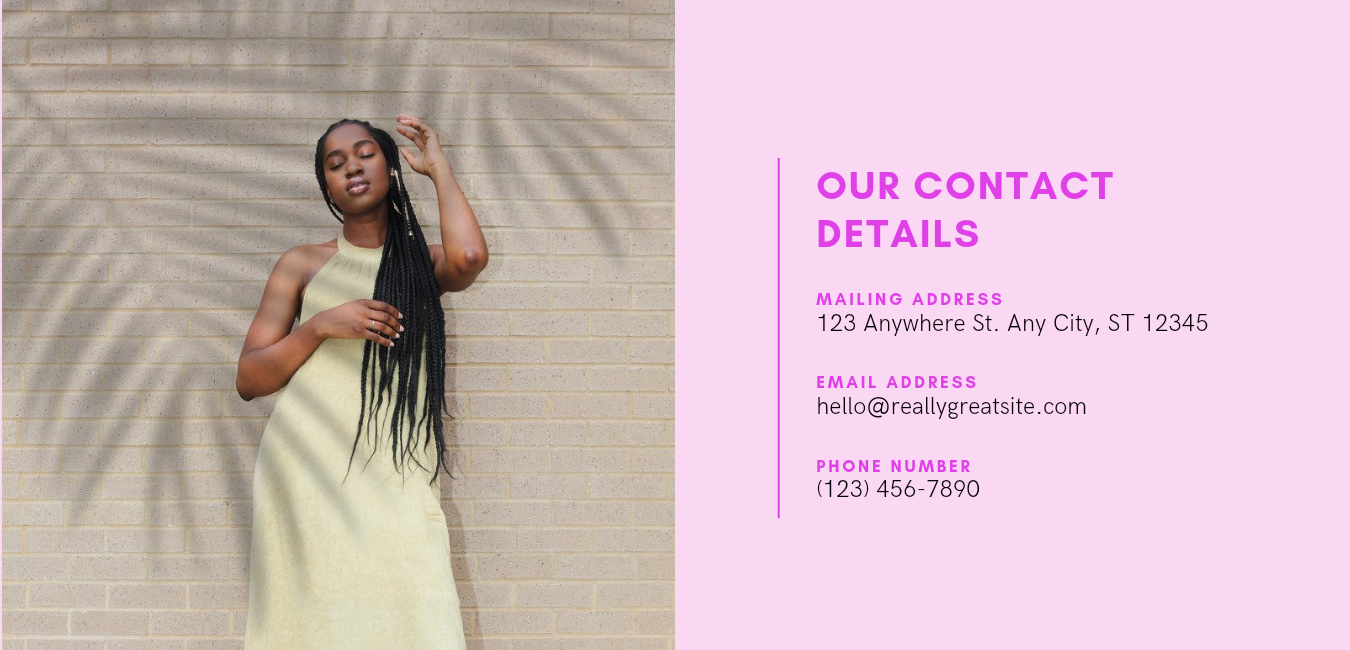 OUR CONTACT
DETAILS
MAILING ADDRESS
123 Anywhere St. Any City, ST 12345
EMAIL ADDRESS
hello@reallygreatsite.com
PHONE NUMBER
(123) 456-7890